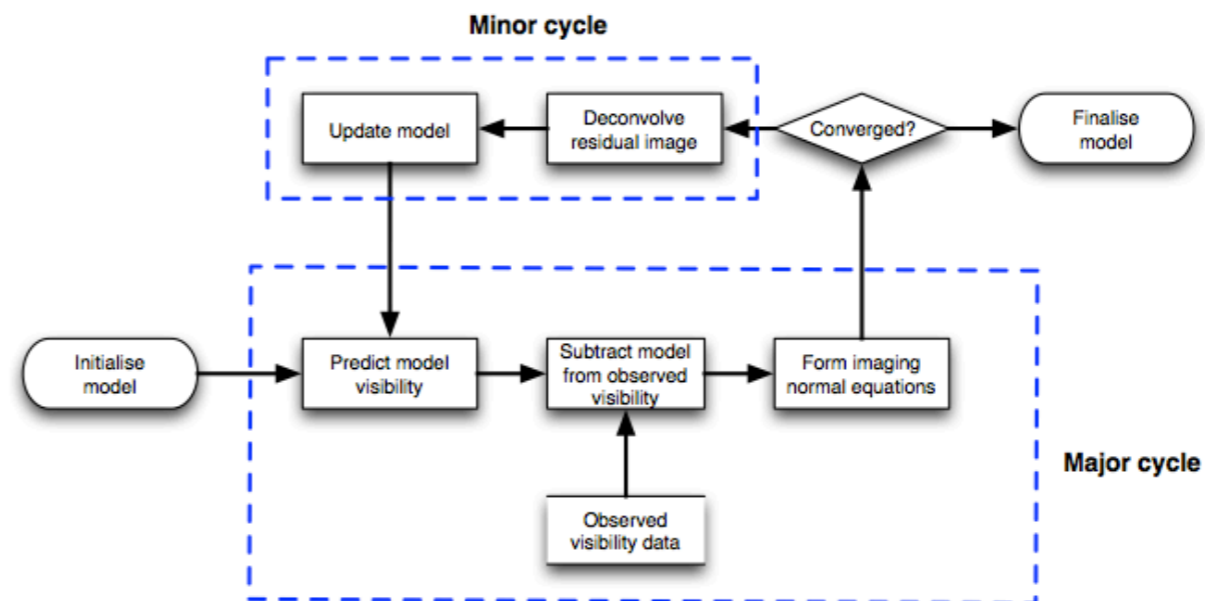 Minor cycle
Update model
Deconvolve
residual image
Converged?
Finalise
model
Initialise
model
Predict model
visibility
Subtract model
from observed
visibility
Form imaging
normal equations
Major cycle
Observed
visibility data